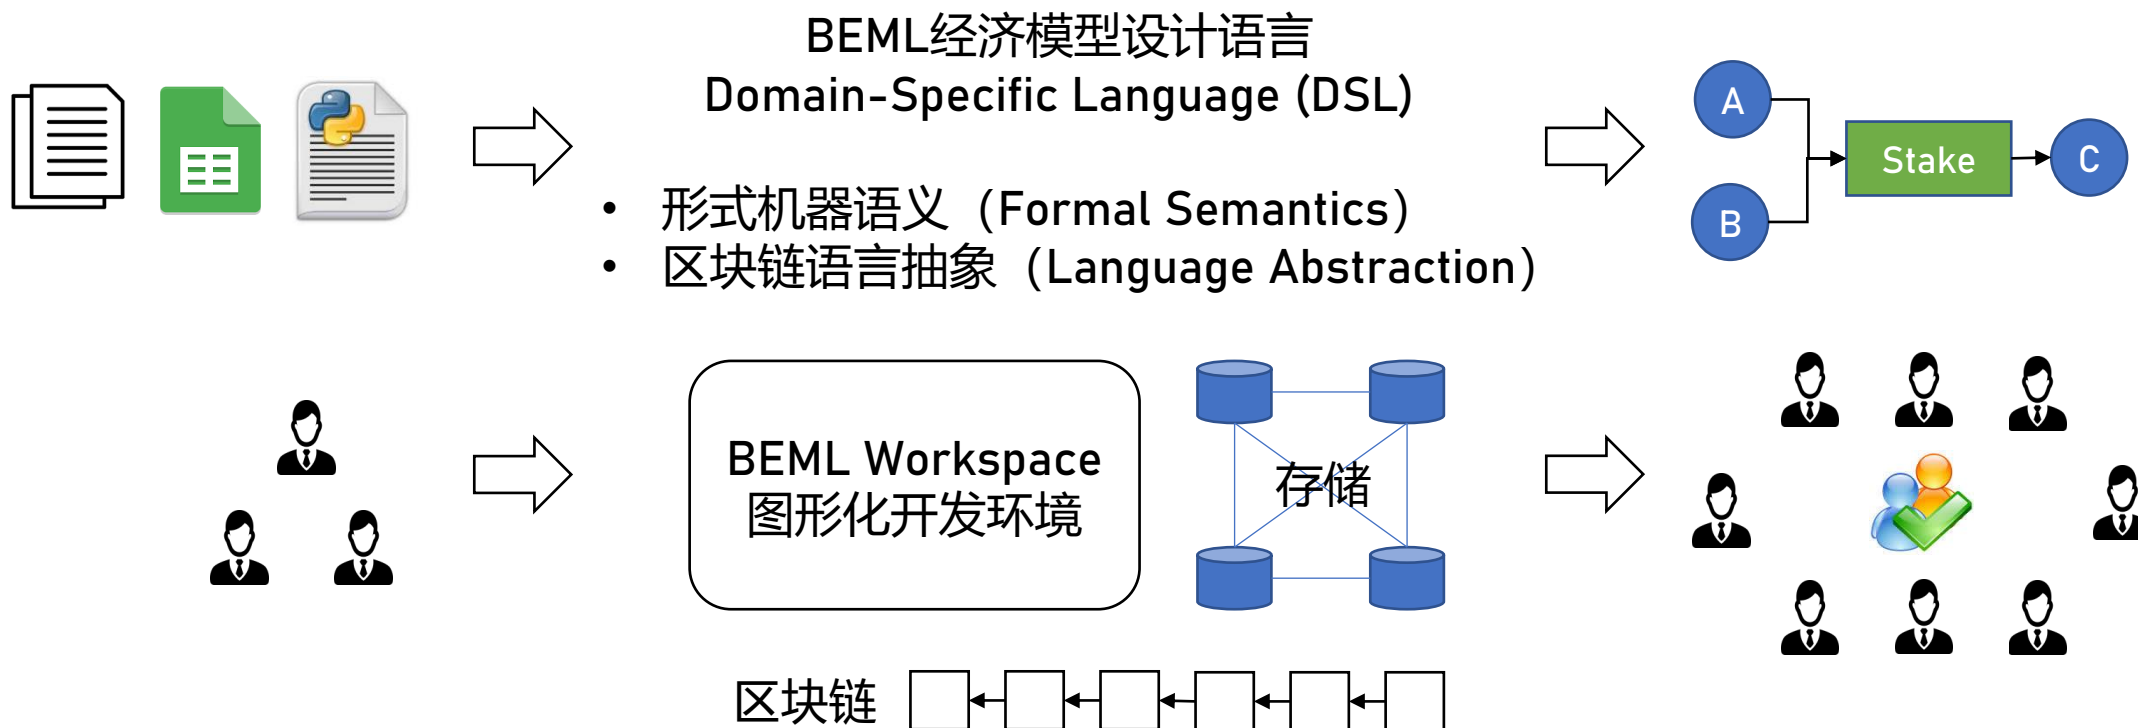 BEML经济模型设计语言
Domain-Specific Language (DSL)
• 形式机器语义（Formal Semantics）
• 区块链语言抽象（Language Abstraction）
A
B
Stake
C
BEML Workspace
图形化开发环境
存储
区块链